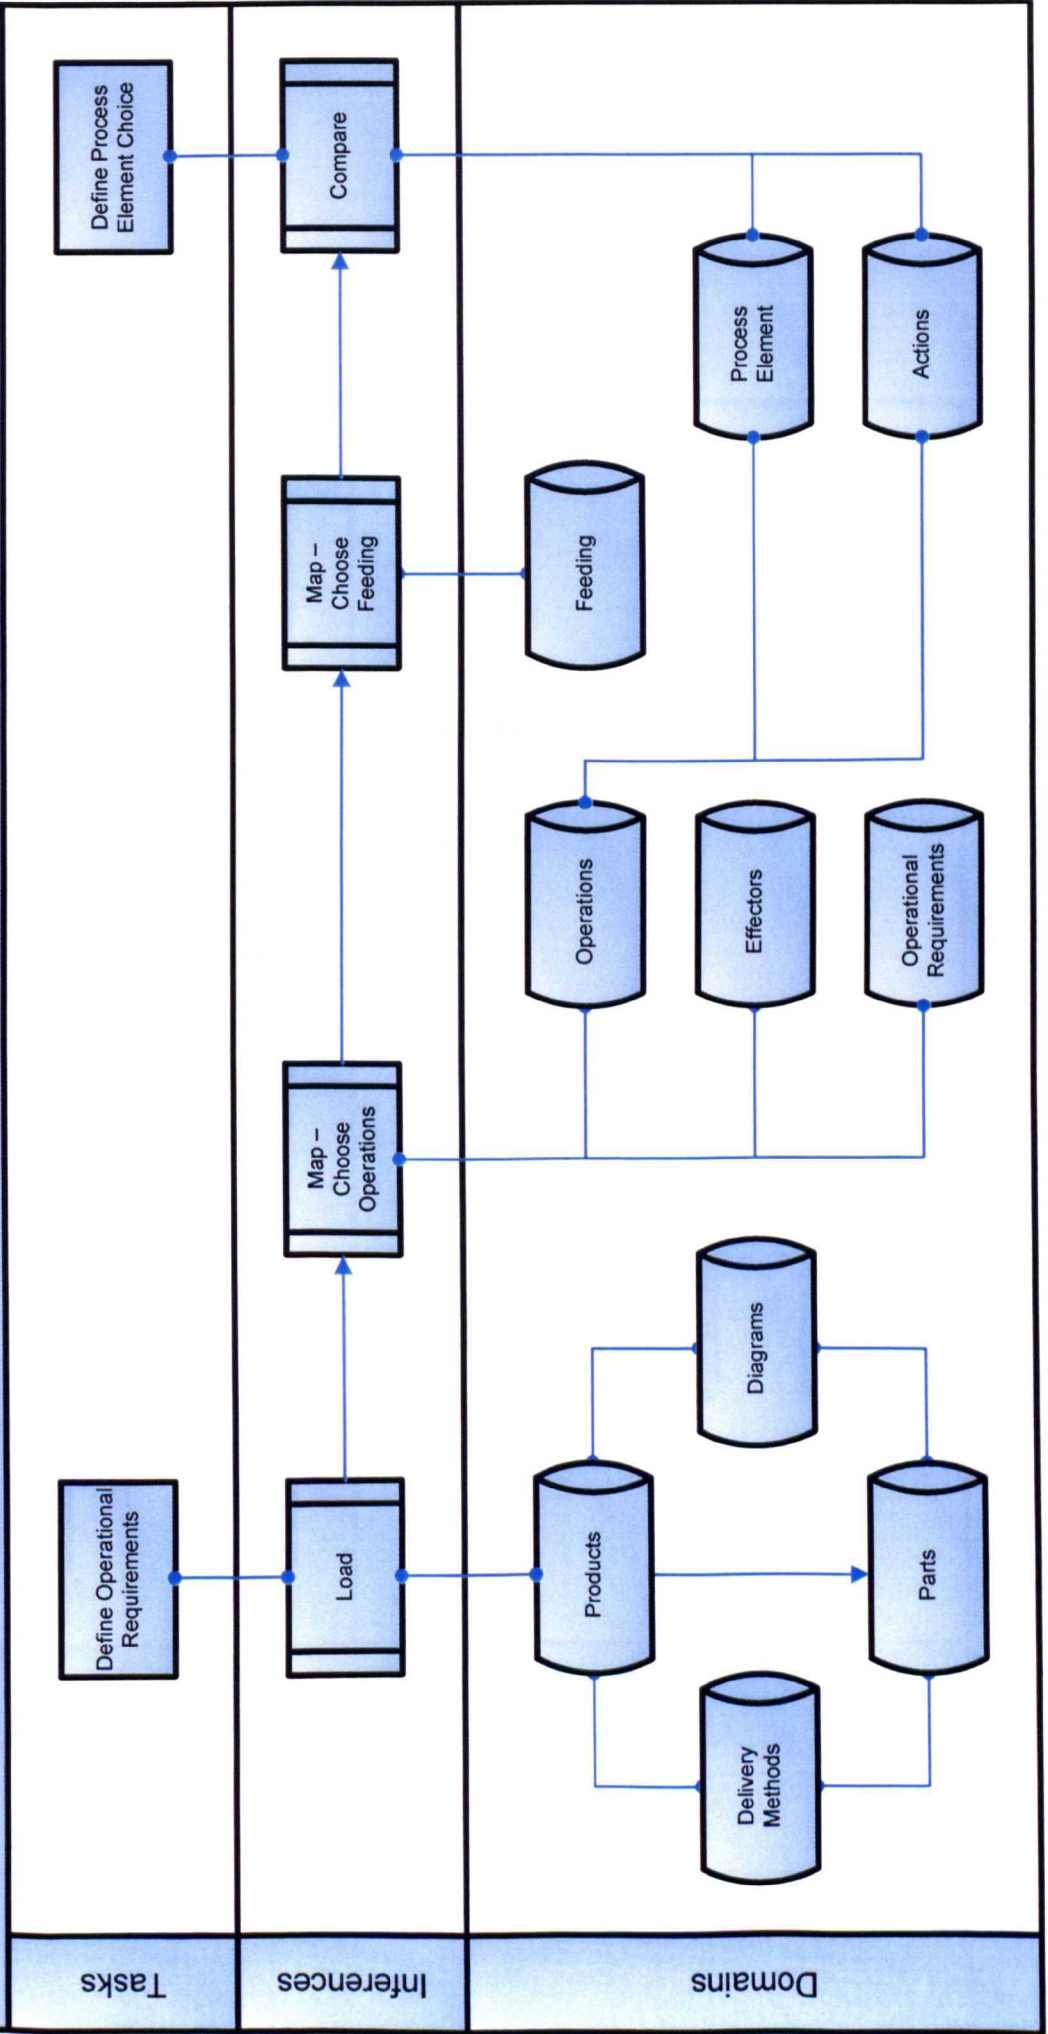 Tasks
Define Operational
Requirements
Define Process
Element Choice
Inferences
Load
Map –
Choose
Operations
Map –
Choose
Feeding
Compare
Domains
Delivery
Methods
Products
Parts
Diagrams
Operations
Effectors
Operational
Requirements
Feeding
Process
Element
Actions